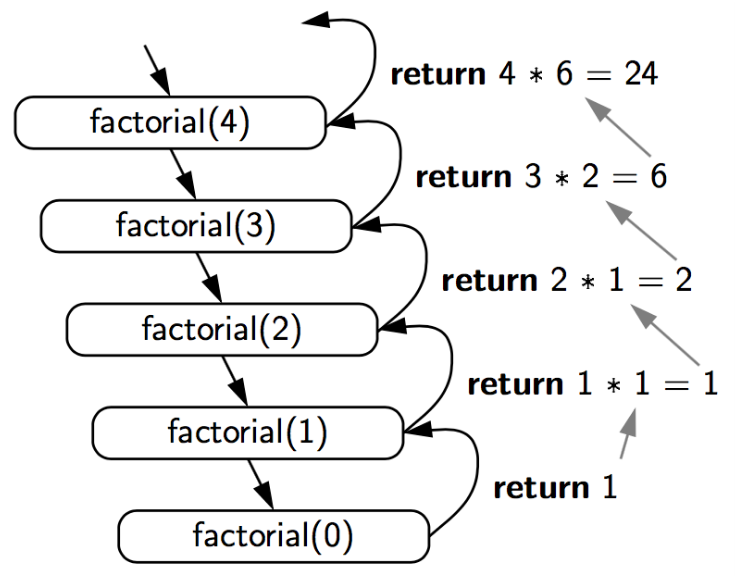 return 4 * 6 = 24
factorial(4)
return 3 * 2 = 6
factorial(3)
return 2 * 1 = 2
factorial(2)
return 1 * 1 = 1
factorial(1)
return 1
factorial(0)